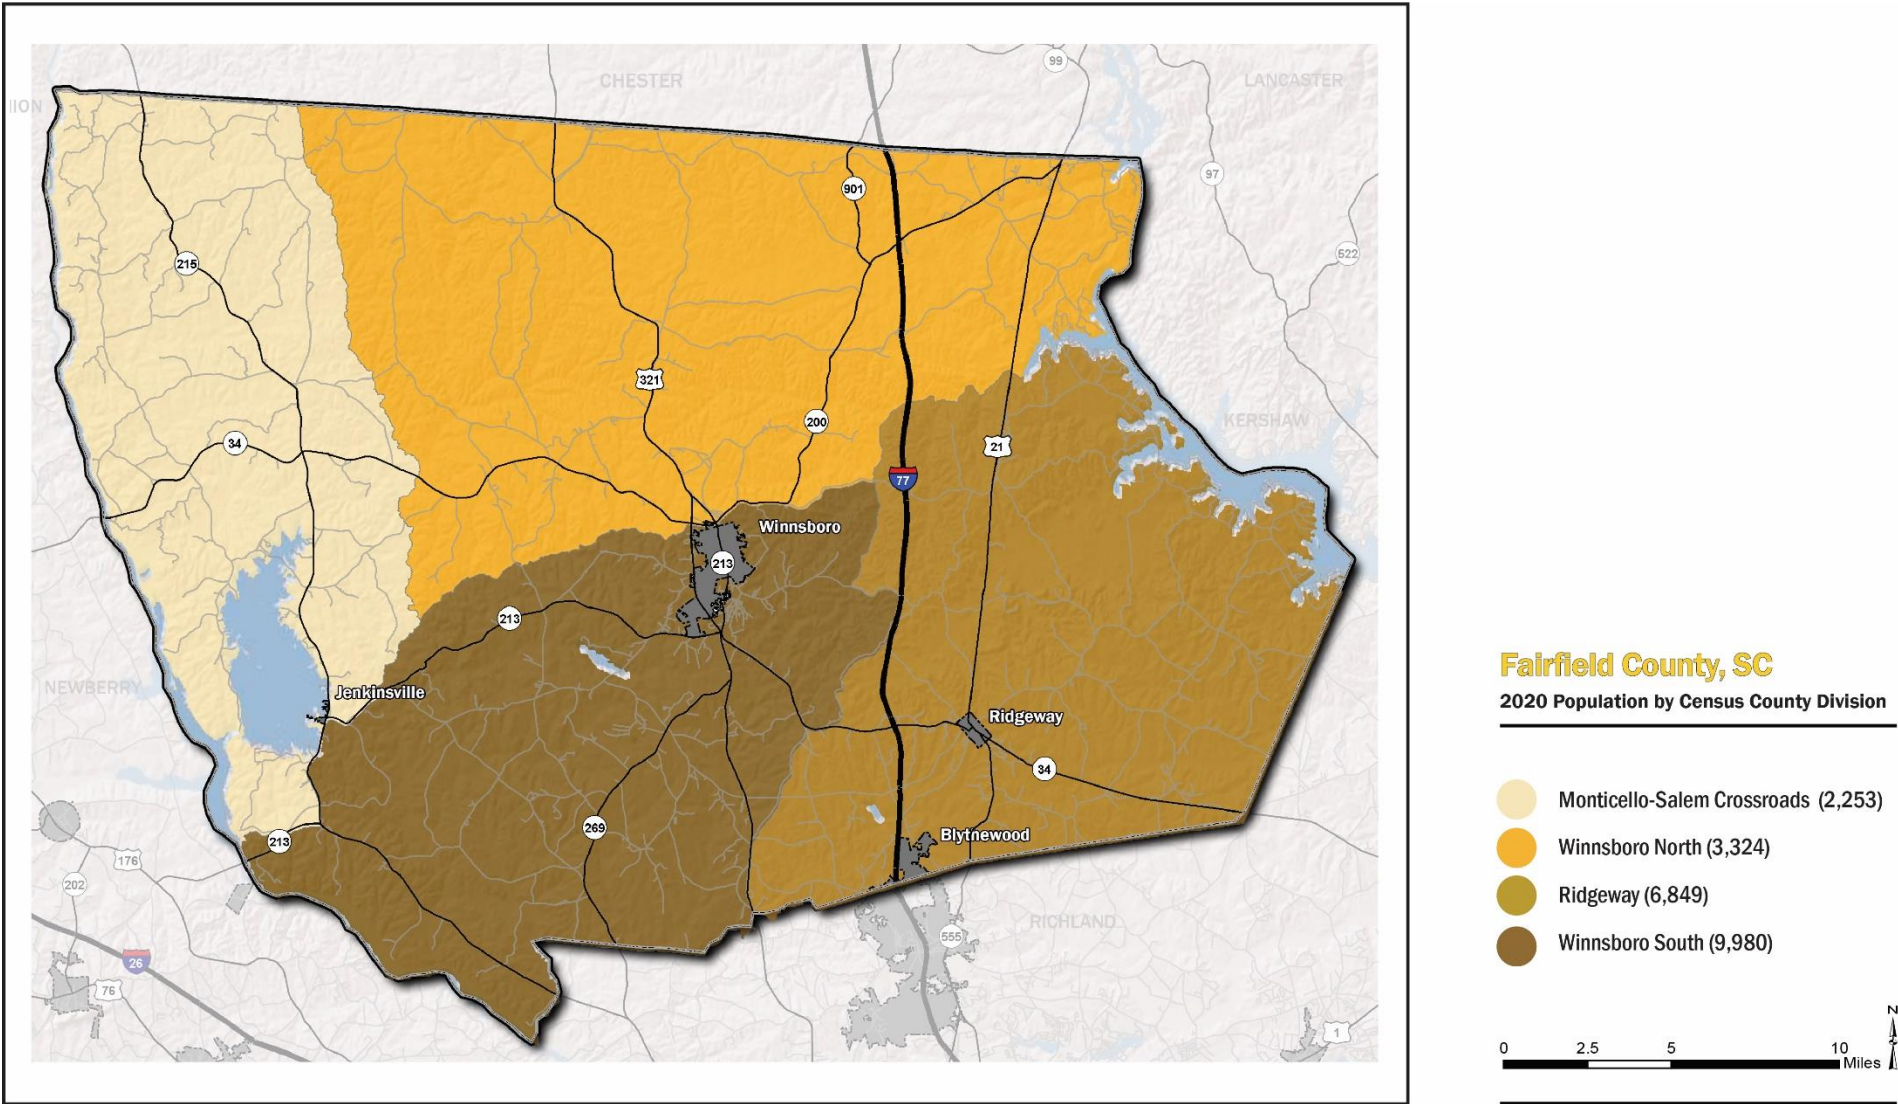 CHESTER
99
LANCASTER
ION
97
901
522
215
321
200
KERSHAW
34
21
77
Winnsboro
213
213
NEWBERRY
Jenkinsville
Ridgeway
34
269
Blythewood
213
176
202
RICHLAND
555
26
76
1
Fairfield County, SC
2020 Population by Census County Division
Monticello-Salem Crossroads (2,253)
Winnsboro North (3,324)
Ridgeway (6,849)
Winnsboro South (9,980)
N
0 2.5 5 10
Miles